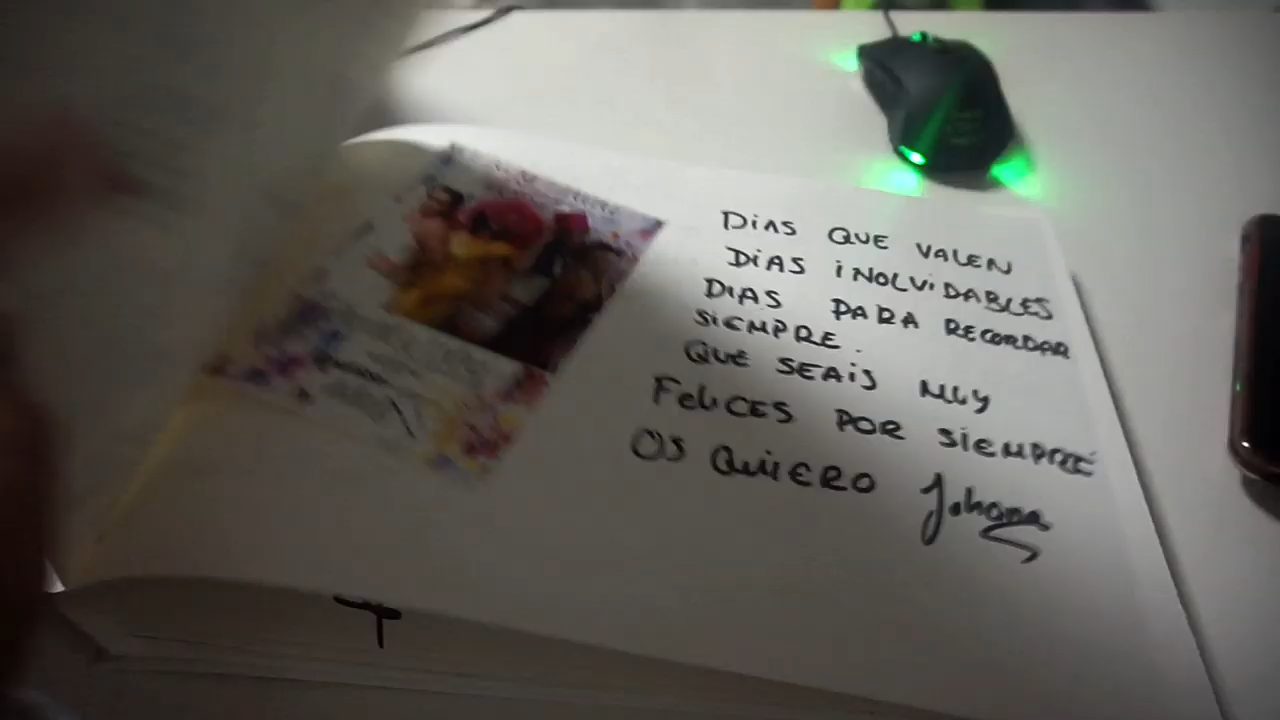 DIAS QUE VALEN
DIAS INOLVIDABLES
DIAS PARA RECORDAR
SIEMPRE.
QUE SEAIS MUY
FELICES POR SIEMPRE
OS QUIERO Johana